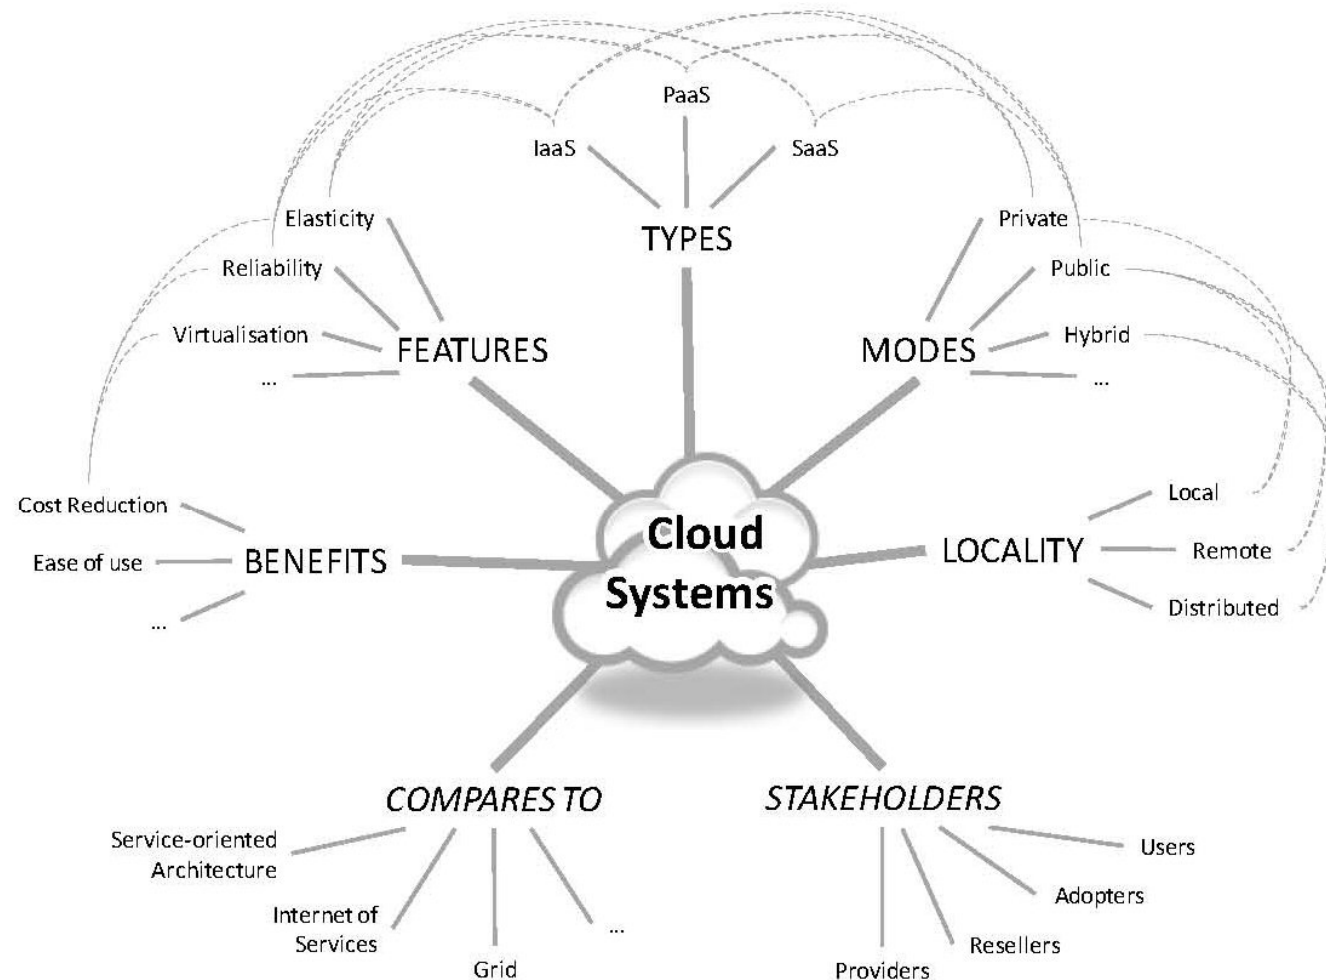 PaaS
IaaS
SaaS
TYPES
Elasticity
Reliability
Virtualisation
...
FEATURES
Private
Public
Hybrid
...
MODES
Cost Reduction
Ease of use
...
BENEFITS
Cloud
Systems
LOCALITY
Local
Remote
Distributed
COMPARES TO
Service-oriented
Architecture
Internet of
Services
Grid
...
STAKEHOLDERS
Users
Adopters
Resellers
Providers